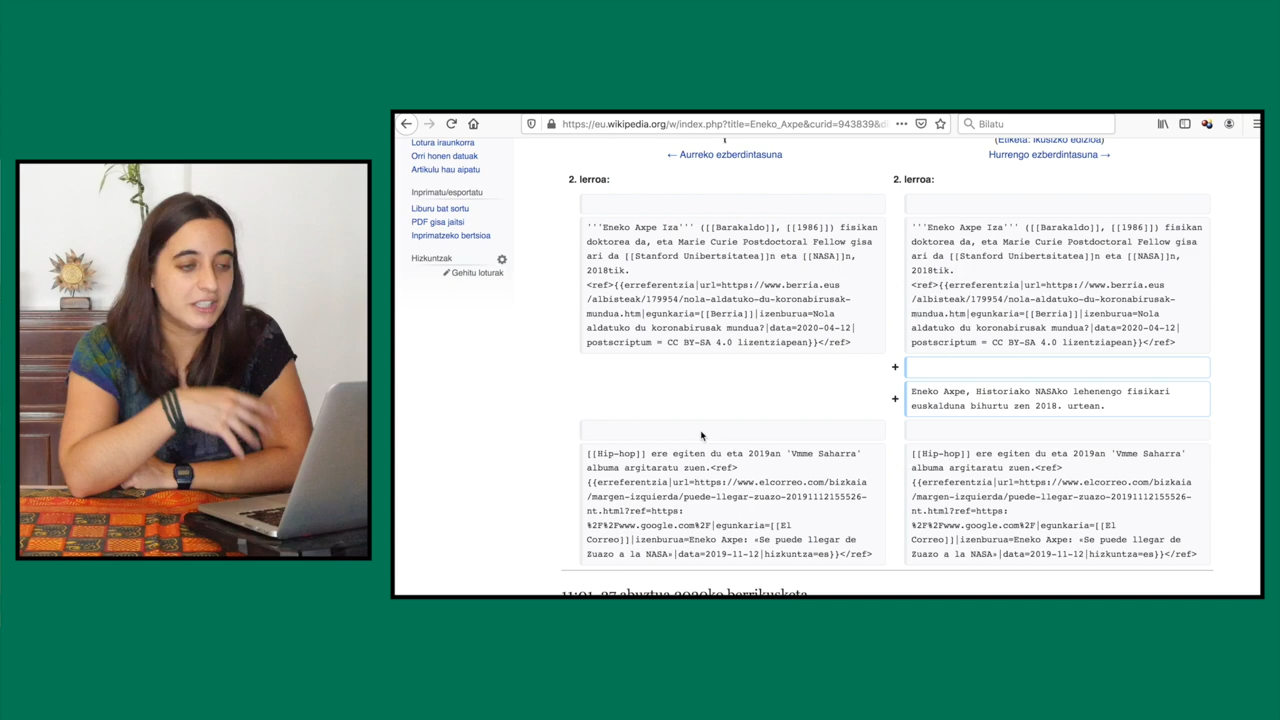 https://eu.wikipedia.org/w/index.php?title=Eneko_Axpe&curid=943839&d
Bilatu
Lotura iraunkorra
Orri honen datuak
Artikulu hau aipatu
Inprimatu/esportatu
Liburu bat sortu
PDF gisa jaitsi
Inprimatzeko bertsioa
Hizkuntzak
Gehitu loturak
← Aurreko ezberdintasuna
2. lerroa:
'''Eneko Axpe Iza''' ([[Barakaldo]], [[1986]]) fisikan
doktorea da, eta Marie Curie Postdoctoral Fellow gisa
ari da [[Stanford Unibertsitatea]]n eta [[NASA]]n,
2018tik.
<ref>{{erreferentzia|url=https://www.berria.eus
/albisteak/179954/nola-aldatuko-du-koronabirusak-
mundua.htm|egunkaria=[[Berria]]|izenburua=Nola
aldatuko du koronabirusak mundua?|data=2020-04-12|
postscriptum = CC BY-SA 4.0 lizentziapean}}</ref>
[[Hip-hop]] ere egiten du eta 2019an 'Vmme Saharra'
albuma argitaratu zuen.<ref>
{{erreferentzia|url=https://www.elcorreo.com/bizkaia
/margen-izquierda/puede-llegar-zuazo-20191112155526-
nt.html?ref=https:
%2F%2Fwww.google.com%2F|egunkaria=[[El
Correo]]|izenburua=Eneko Axpe: «Se puede llegar de
Zuazo a la NASA»|data=2019-11-12|hizkuntza=es}}</ref>
(Etiketa: Ikusizko edizioa)
Hurrengo ezberdintasuna →
2. lerroa:
'''Eneko Axpe Iza''' ([[Barakaldo]], [[1986]]) fisikan
doktorea da, eta Marie Curie Postdoctoral Fellow gisa
ari da [[Stanford Unibertsitatea]]n eta [[NASA]]n,
2018tik.
<ref>{{erreferentzia|url=https://www.berria.eus
/albisteak/179954/nola-aldatuko-du-koronabirusak-
mundua.htm|egunkaria=[[Berria]]|izenburua=Nola
aldatuko du koronabirusak mundua?|data=2020-04-12|
postscriptum = CC BY-SA 4.0 lizentziapean}}</ref>
+
+ Eneko Axpe, Historiako NASAko lehenengo fisikari
euskalduna bihurtu zen 2018. urtean.
[[Hip-hop]] ere egiten du eta 2019an 'Vmme Saharra'
albuma argitaratu zuen.<ref>
{{erreferentzia|url=https://www.elcorreo.com/bizkaia
/margen-izquierda/puede-llegar-zuazo-20191112155526-
nt.html?ref=https:
%2F%2Fwww.google.com%2F|egunkaria=[[El
Correo]]|izenburua=Eneko Axpe: «Se puede llegar de
Zuazo a la NASA»|data=2019-11-12|hizkuntza=es}}</ref>
11:01, 27 abuztua 2020ko berrikusketa